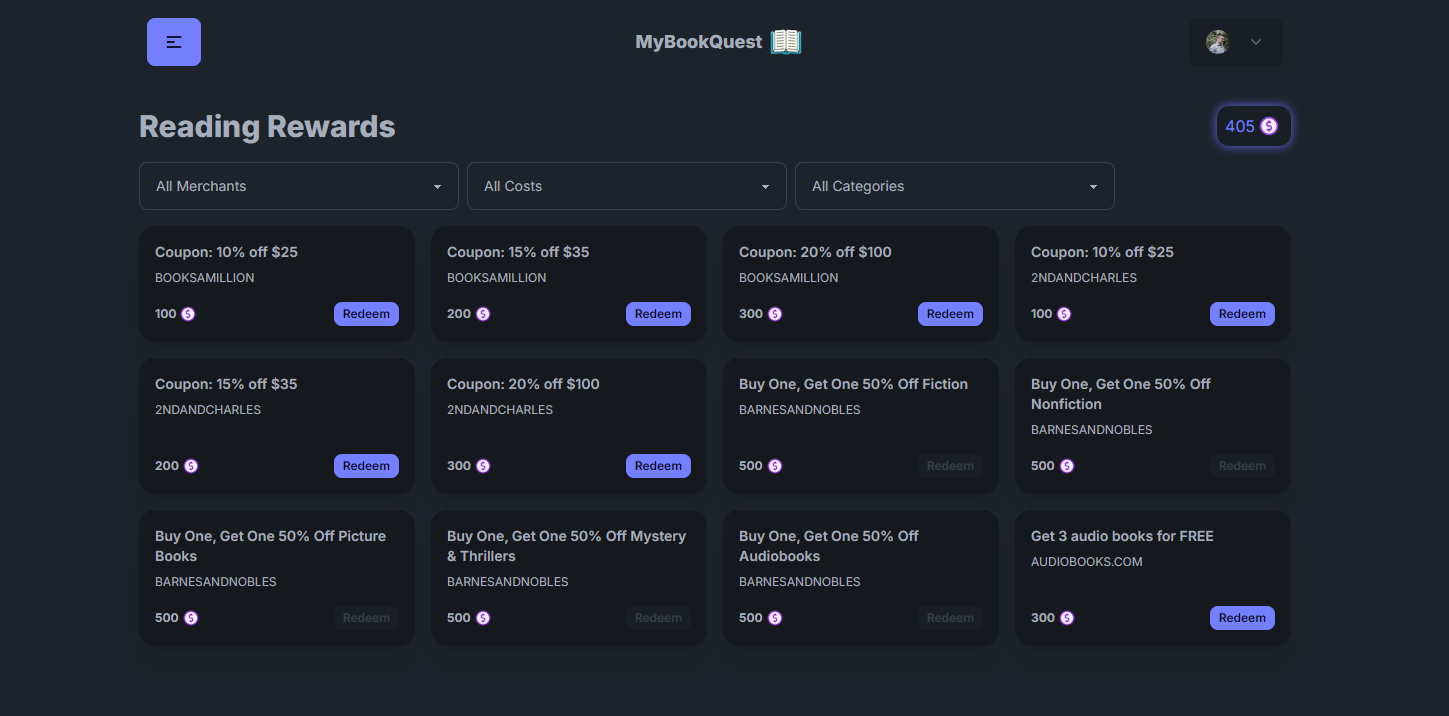 MyBookQuest
Reading Rewards
405
All Merchants
All Costs
All Categories
Coupon: 10% off $25
BOOKSAMILLION
100
Redeem
Coupon: 15% off $35
BOOKSAMILLION
200
Redeem
Coupon: 20% off $100
BOOKSAMILLION
300
Redeem
Coupon: 10% off $25
2NDANDCHARLES
100
Redeem
Coupon: 15% off $35
2NDANDCHARLES
200
Redeem
Coupon: 20% off $100
2NDANDCHARLES
300
Redeem
Buy One, Get One 50% Off Fiction
BARNESANDNOBLES
500
Redeem
Buy One, Get One 50% Off
Nonfiction
BARNESANDNOBLES
500
Redeem
Buy One, Get One 50% Off Picture
Books
BARNESANDNOBLES
500
Redeem
Buy One, Get One 50% Off Mystery
& Thrillers
BARNESANDNOBLES
500
Redeem
Buy One, Get One 50% Off
Audiobooks
BARNESANDNOBLES
500
Redeem
Get 3 audio books for FREE
AUDIOBOOKS.COM
300
Redeem